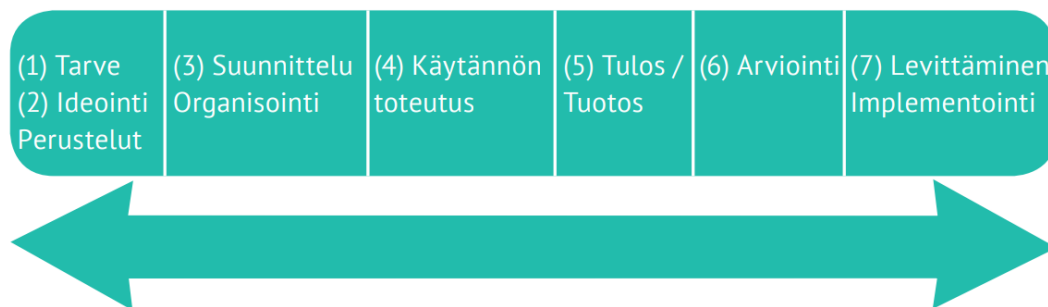 (1) Tarve
(2) Ideointi
Perustelut
(3) Suunnittelu
Organisointi
(4) Käytännön
toteutus
(5) Tulos /
Tuotos
(6) Arviointi
(7) Levittäminen
Implementointi